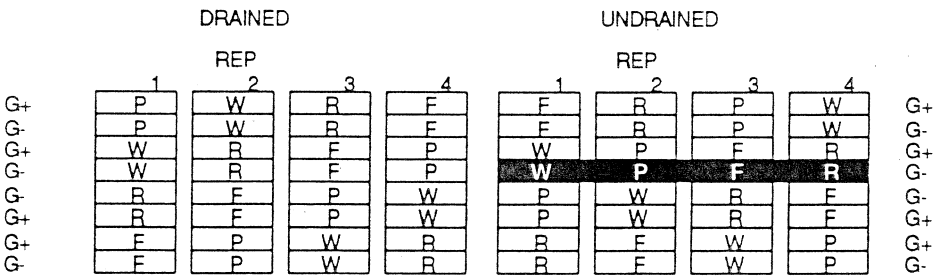 DRAINED UNDRAINED
REP REP
1 2 3 4 1 2 3 4
G+ P W R F F R P W G+
G- P W R F F R P W G-
G+ W R F P W P F R G+
G- W R F P W P F R G-
G- R F P W P W R F G-
G+ R F P W P W R F G+
G+ F P W R R F W P G+
G- F P W R R F W P G-